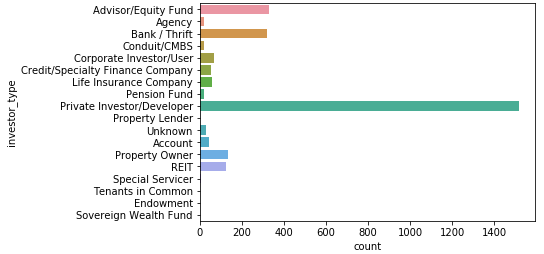 investor_type
Advisor/Equity Fund
Agency
Bank / Thrift
Conduit/CMBS
Corporate Investor/User
Credit/Specialty Finance Company
Life Insurance Company
Pension Fund
Private Investor/Developer
Property Lender
Unknown
Account
Property Owner
REIT
Special Servicer
Tenants in Common
Endowment
Sovereign Wealth Fund
0 200 400 600 800 1000 1200 1400
count